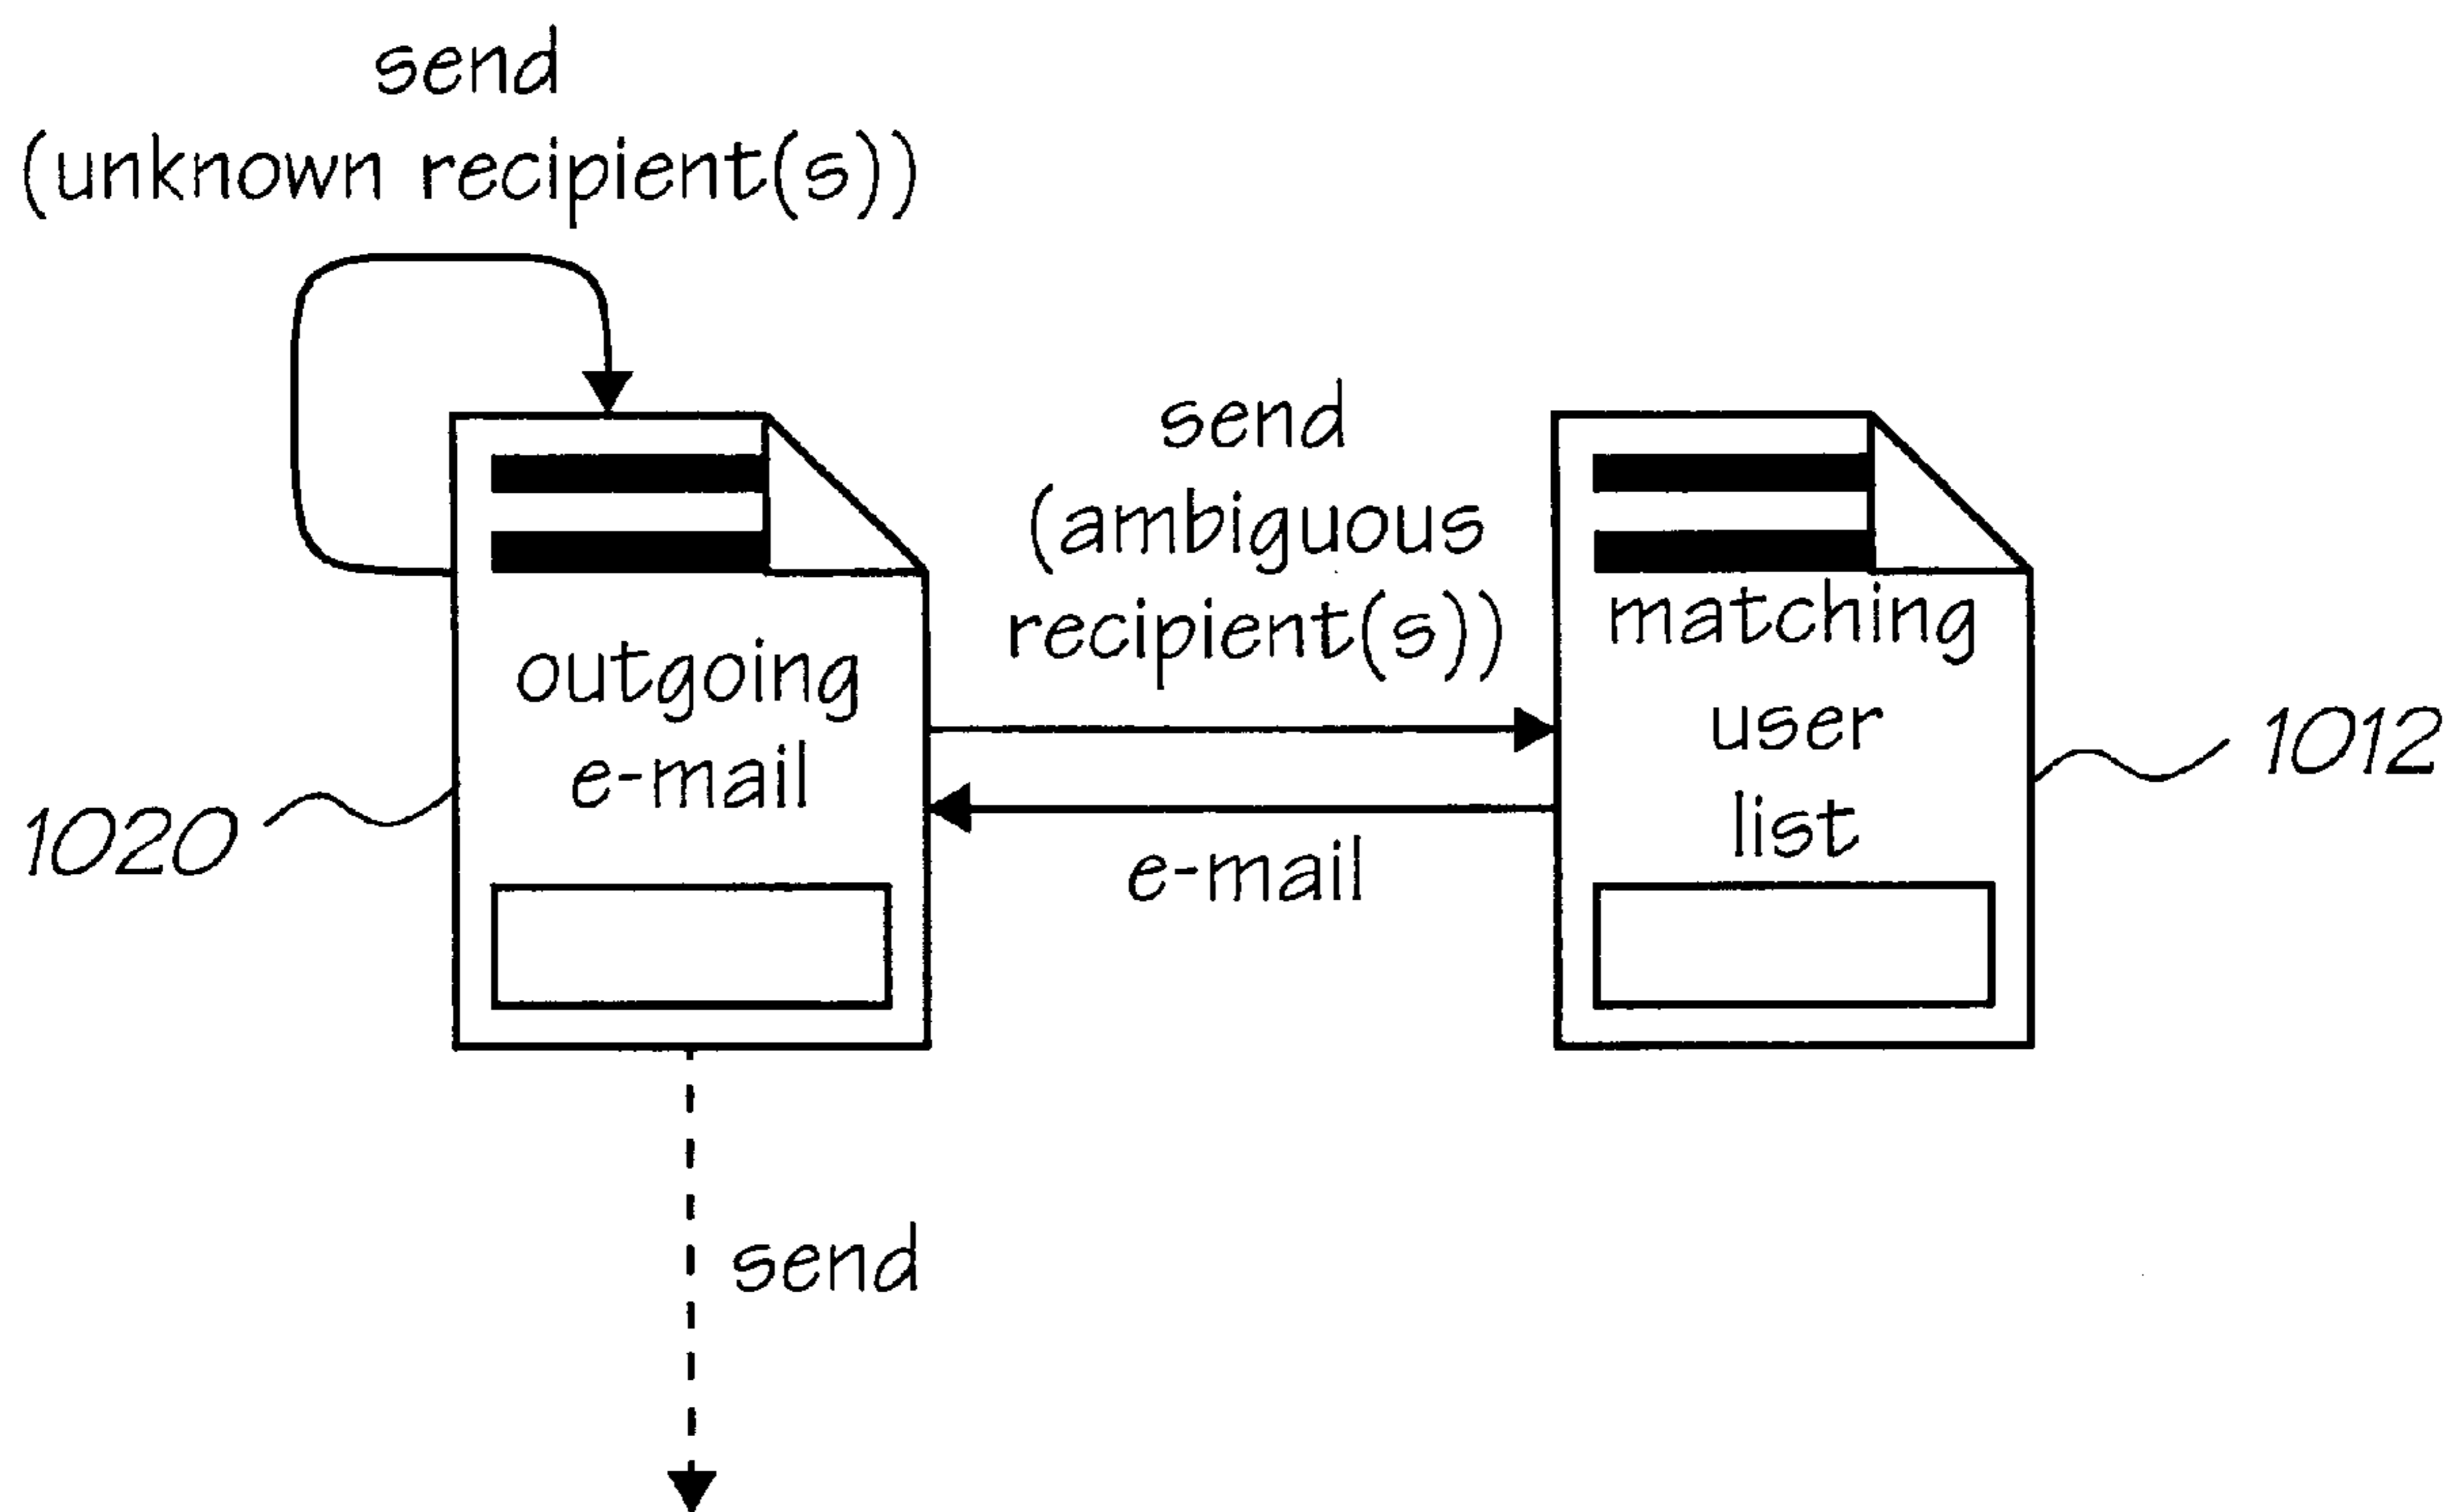 send
(unknown recipient(s))
send
(ambiguous
recipient(s))
outgoing
e-mail
matching
user
list
1012
1020
e-mail
send